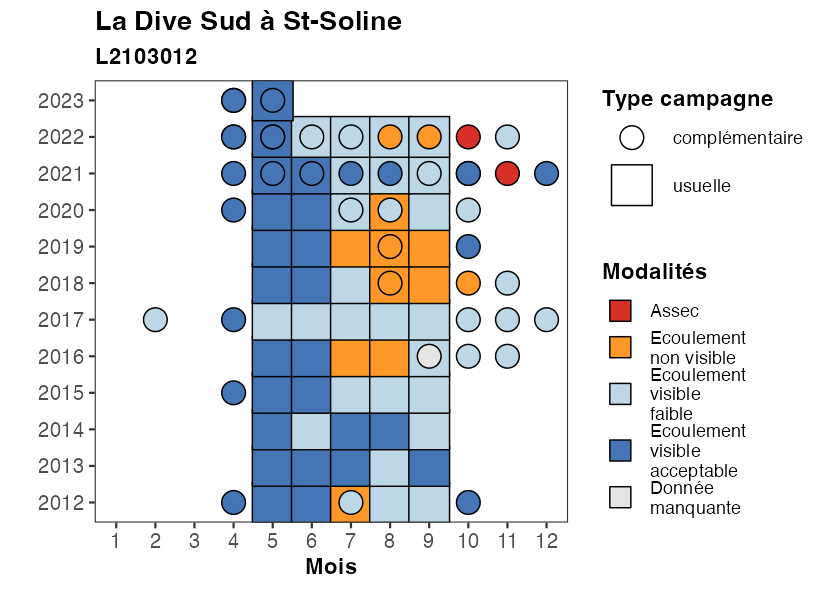 La Dive Sud à St-Soline
L2103012
2023
2022
2021
2020
2019
2018
2017
2016
2015
2014
2013
2012
1 2 3 4 5 6 7 8 9 10 11 12
Mois
Type campagne
complémentaire
usuelle
Modalités
Assec
Ecoulement
non visible
Ecoulement
visible
faible
Ecoulement
visible
acceptable
Donnée
manquante